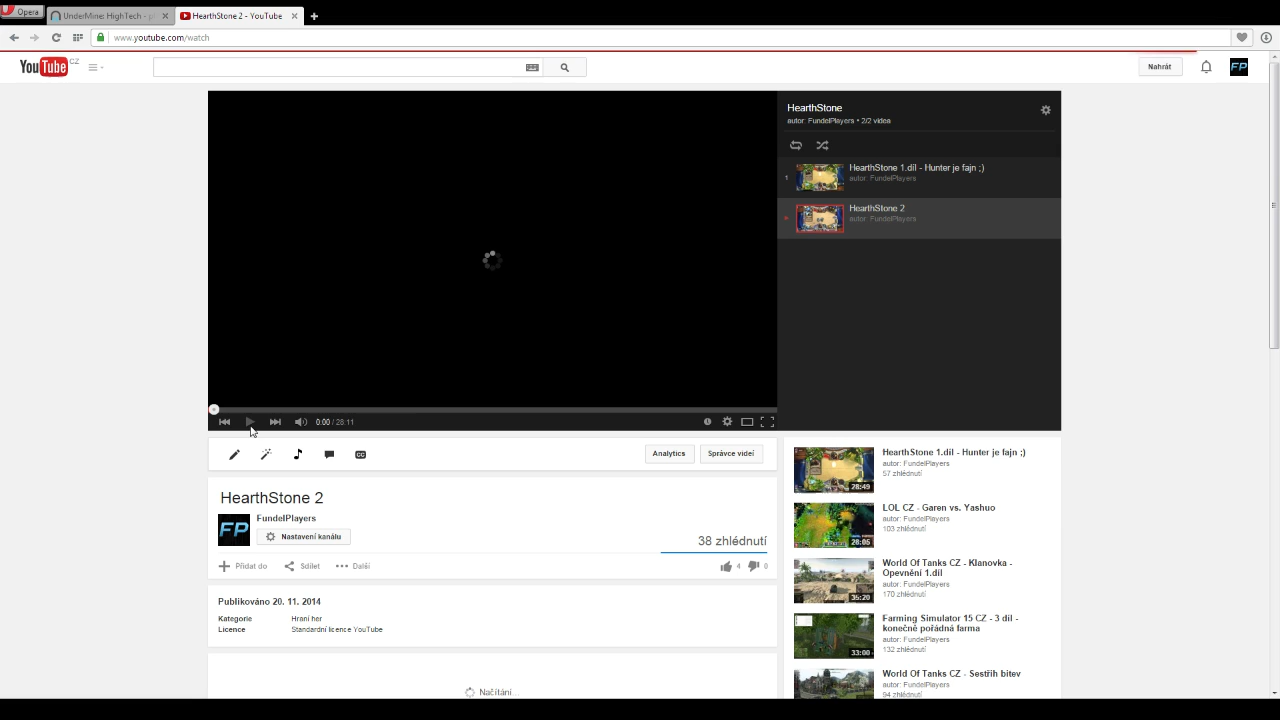 Opera
UnderMine: HighTech - p
HearthStone 2 - YouTube
www.youtube.com/watch
YouTube CZ
Nahrát
FP
HearthStone
autor: FundelPlayers • 2/2 videa
1
HearthStone 1.díl - Hunter je fajn ;)
autor: FundelPlayers
HearthStone 2
autor: FundelPlayers
0:00 / 28:11
CC
Analytics
Správce videí
HearthStone 2
FP
FundelPlayers
Nastavení kanálu
38 zhlédnutí
Přidat do
Sdílet
Další
4
0
Publikováno 20. 11. 2014
Kategorie
Hraní her
Licence
Standardní licence YouTube
Načítání...
HearthStone 1.díl - Hunter je fajn ;)
autor: FundelPlayers
57 zhlédnutí
28:49
LOL CZ - Garen vs. Yashuo
autor: FundelPlayers
103 zhlédnutí
28:05
World Of Tanks CZ - Klanovka -
Opevnění 1.díl
autor: FundelPlayers
170 zhlédnutí
35:20
Farming Simulator 15 CZ - 3 díl -
konečně pořádná farma
autor: FundelPlayers
132 zhlédnutí
33:00
World Of Tanks CZ - Sestřih bitev
autor: FundelPlayers
94 zhlédnutí